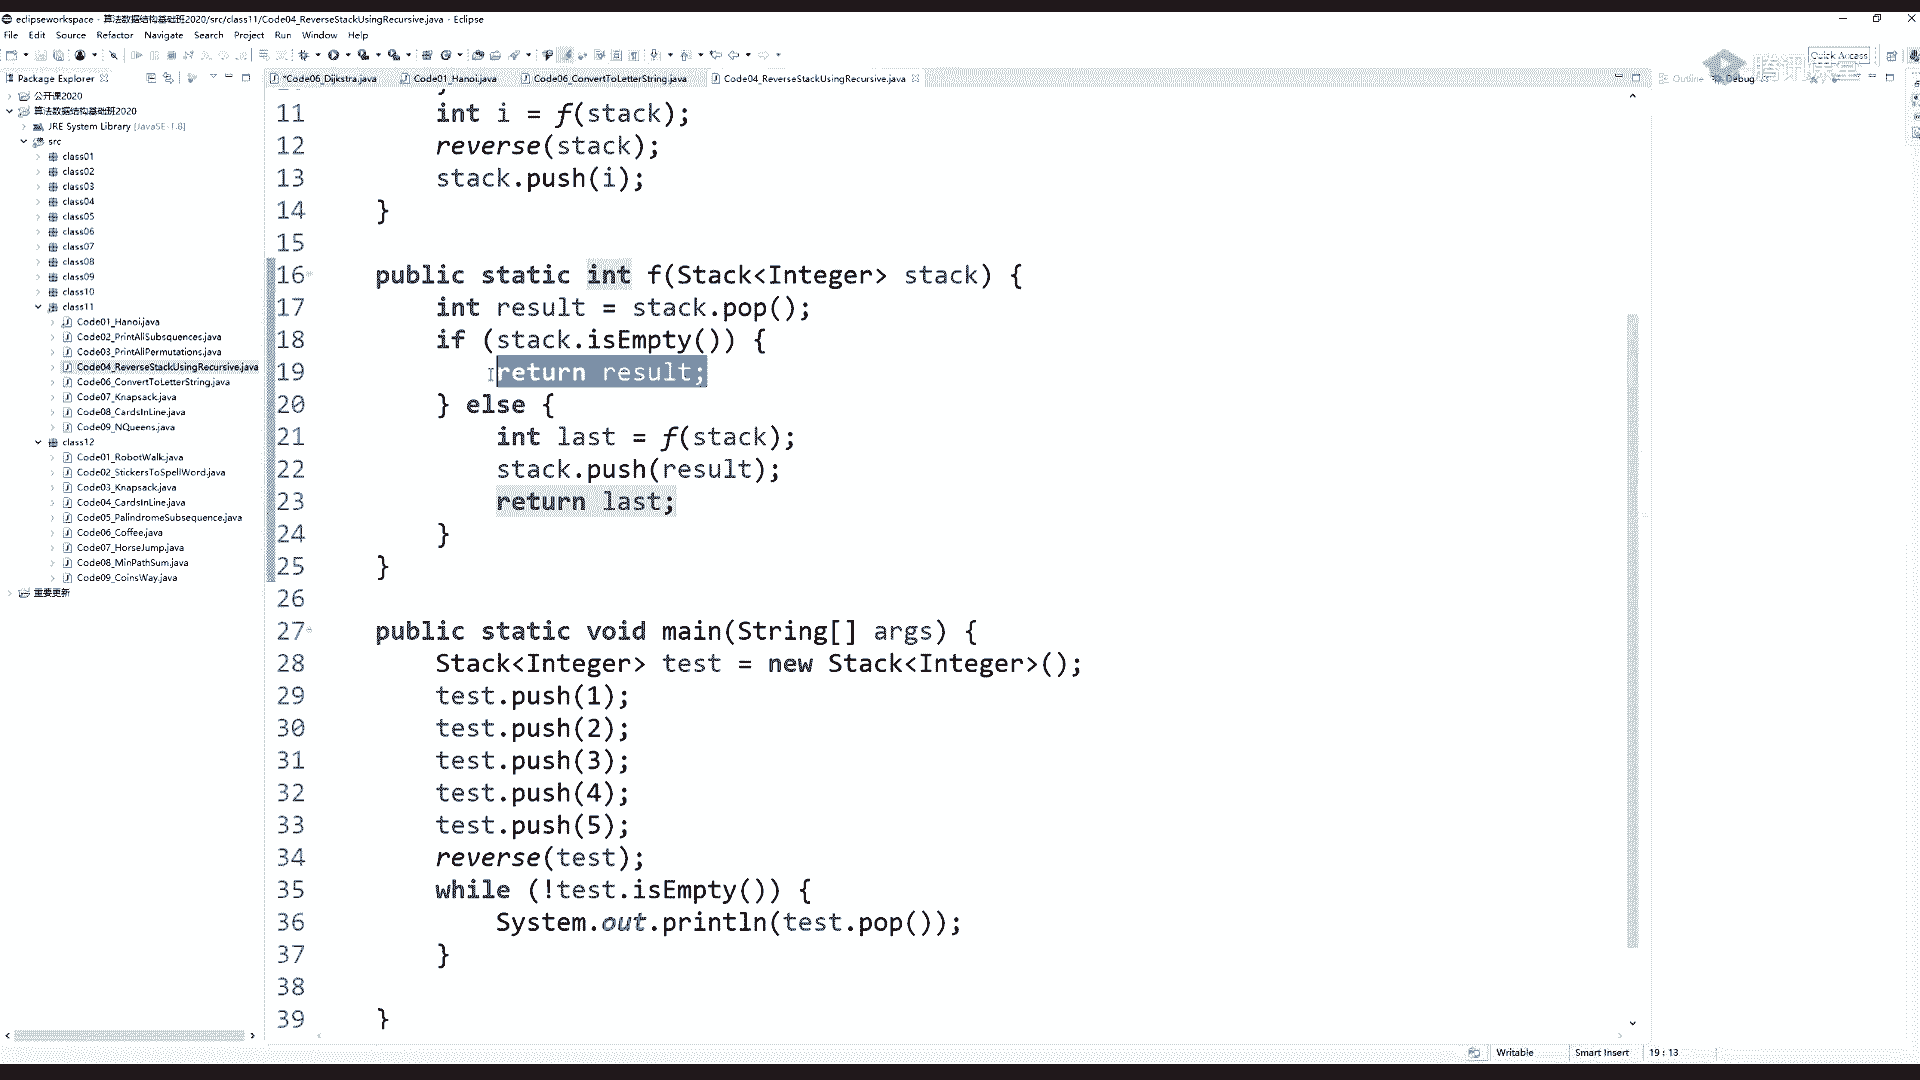 eclipseworkspace - 算法数据结构基础班2020/src/class11/Code04_ReverseStackUsingRecursive.java - Eclipse
File Edit Source Refactor Navigate Search Project Run Window Help
Quick Access
Package Explorer
*Code06_Dijkstra.java Code01_Hanoi.java Code06_ConvertToLetterString.java Code04_ReverseStackUsingRecursive.java
Outline Debug
腾讯课堂
公开课2020
算法数据结构基础班2020
JRE System Library [JavaSE-1.8]
src
class01
class02
class03
class04
class05
class06
class07
class08
class09
class10
class11
Code01_Hanoi.java
Code02_PrintAllSubsquences.java
Code03_PrintAllPermutations.java
Code04_ReverseStackUsingRecursive.java
Code06_ConvertToLetterString.java
Code07_Knapsack.java
Code08_CardsInLine.java
Code09_NQueens.java
class12
Code01_RobotWalk.java
Code02_StickersToSpellWord.java
Code03_Knapsack.java
Code04_CardsInLine.java
Code05_PalindromeSubsequence.java
Code06_Coffee.java
Code07_HorseJump.java
Code08_MinPathSum.java
Code09_CoinsWay.java
重要更新
11 int i = f(stack);
12 reverse(stack);
13 stack.push(i);
14 }
15
16 public static int f(Stack<Integer> stack) {
17 int result = stack.pop();
18 if (stack.isEmpty()) {
19 return result;
20 } else {
21 int last = f(stack);
22 stack.push(result);
23 return last;
24 }
25 }
26
27 public static void main(String[] args) {
28 Stack<Integer> test = new Stack<Integer>();
29 test.push(1);
30 test.push(2);
31 test.push(3);
32 test.push(4);
33 test.push(5);
34 reverse(test);
35 while (!test.isEmpty()) {
36 System.out.println(test.pop());
37 }
38
39 }
Writable Smart Insert 19 : 13